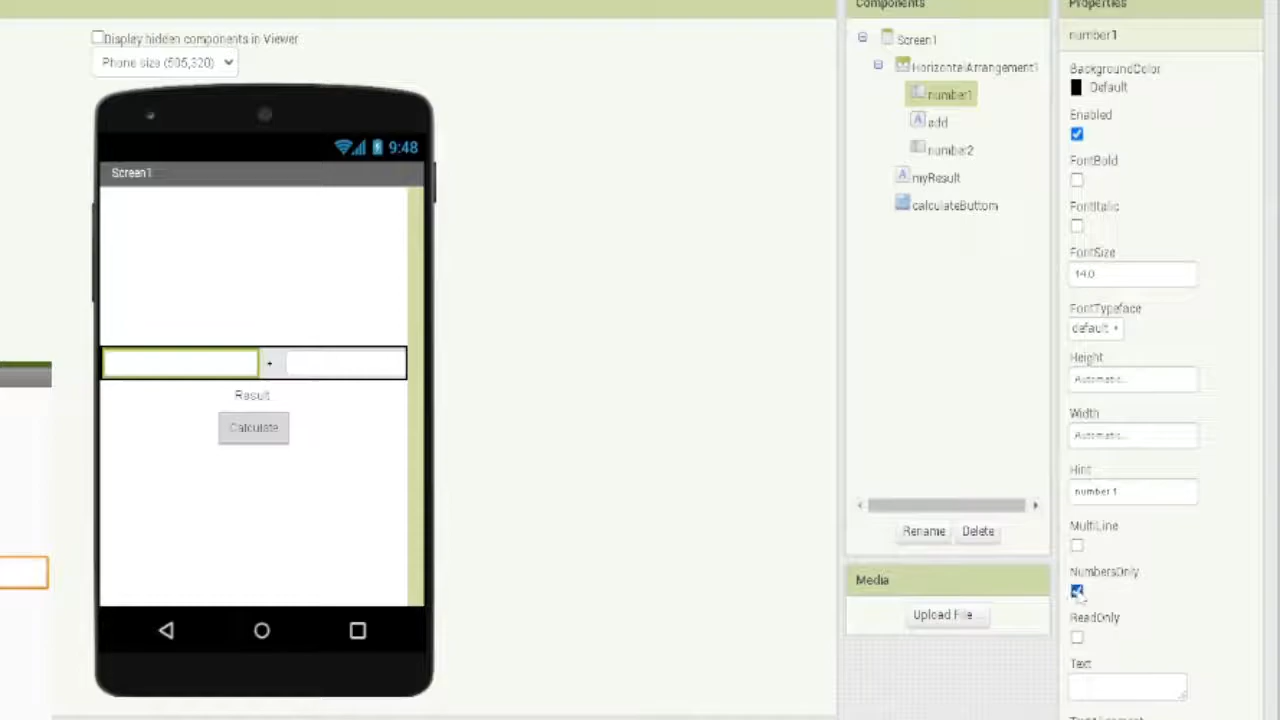 Components
Properties
Display hidden components in Viewer
Phone size (505,320)
9:48
Screen1
+
Result
Calculate
Screen1
HorizontalArrangement1
number1
add
number2
myResult
calculateButtom
Rename
Delete
Media
Upload File ...
number1
BackgroundColor
Default
Enabled
FontBold
FontItalic
FontSize
14.0
FontTypeface
default
Height
Automatic...
Width
Automatic...
Hint
number 1
MultiLine
NumbersOnly
ReadOnly
Text